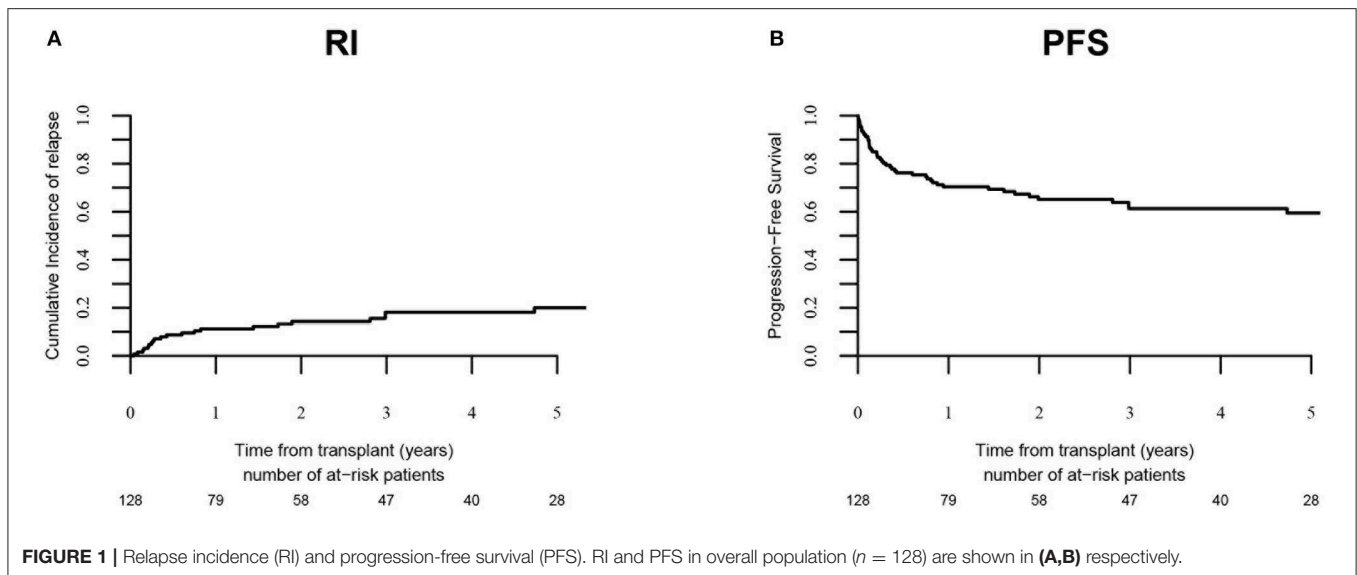 A
RI
Cumulative Incidence of relapse
1.0
0.8
0.6
0.4
0.2
0.0
0 1 2 3 4 5
Time from transplant (years)
number of at−risk patients
128 79 58 47 40 28
B
PFS
Progression−Free Survival
1.0
0.8
0.6
0.4
0.2
0.0
0 1 2 3 4 5
Time from transplant (years)
number of at−risk patients
128 79 58 47 40 28
FIGURE 1 | Relapse incidence (RI) and progression-free survival (PFS). RI and PFS in overall population (n = 128) are shown in (A,B) respectively.